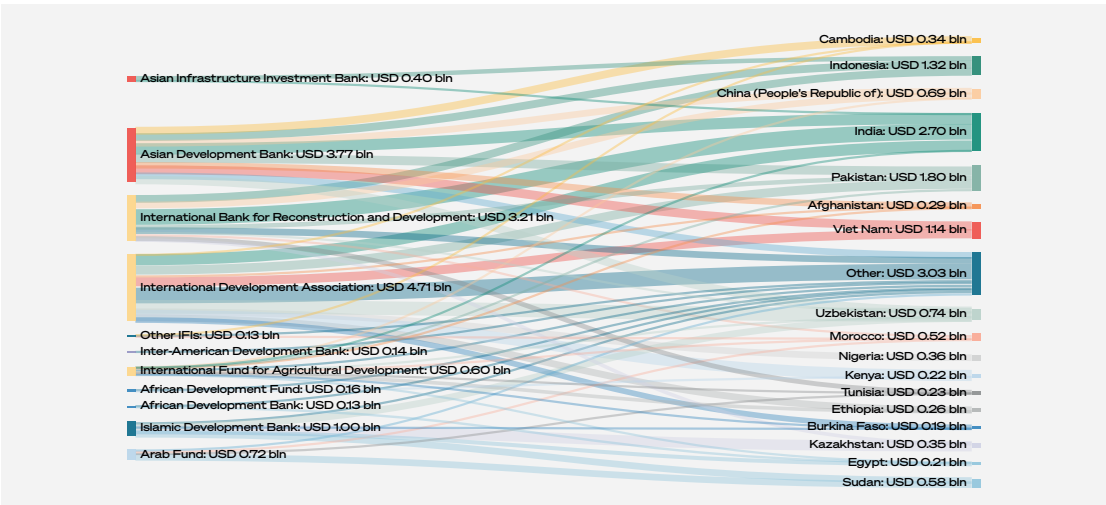 Asian Infrastructure Investment Bank: USD 0.40 bln
Asian Development Bank: USD 3.77 bln
International Bank for Reconstruction and Development: USD 3.21 bln
International Development Association: USD 4.71 bln
Other IFIs: USD 0.13 bln
Inter-American Development Bank: USD 0.14 bln
International Fund for Agricultural Development: USD 0.60 bln
African Development Fund: USD 0.16 bln
African Development Bank: USD 0.13 bln
Islamic Development Bank: USD 1.00 bln
Arab Fund: USD 0.72 bln
Cambodia: USD 0.34 bln
Indonesia: USD 1.32 bln
China (People's Republic of): USD 0.69 bln
India: USD 2.70 bln
Pakistan: USD 1.80 bln
Afghanistan: USD 0.29 bln
Viet Nam: USD 1.14 bln
Other: USD 3.03 bln
Uzbekistan: USD 0.74 bln
Morocco: USD 0.52 bln
Nigeria: USD 0.36 bln
Kenya: USD 0.22 bln
Tunisia: USD 0.23 bln
Ethiopia: USD 0.26 bln
Burkina Faso: USD 0.19 bln
Kazakhstan: USD 0.35 bln
Egypt: USD 0.21 bln
Sudan: USD 0.58 bln